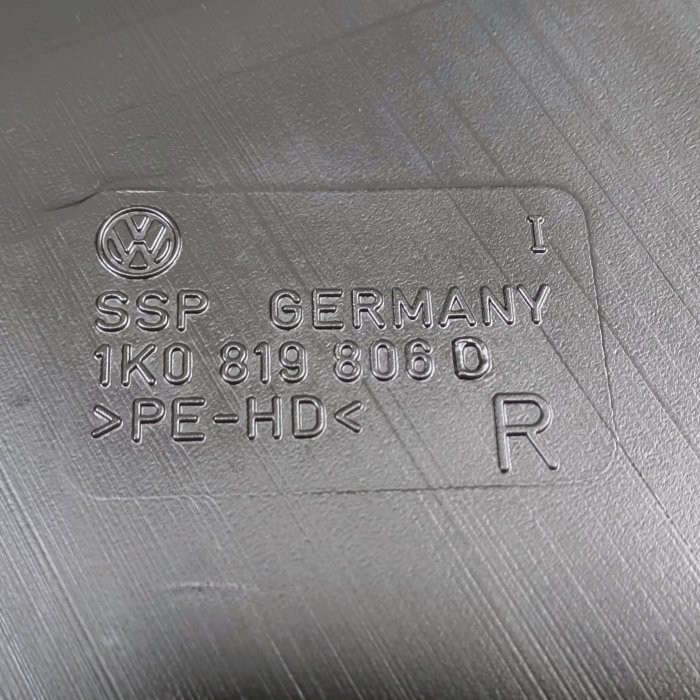 I
SSP GERMANY
1K0 819 806 D
>PE-HD<
R